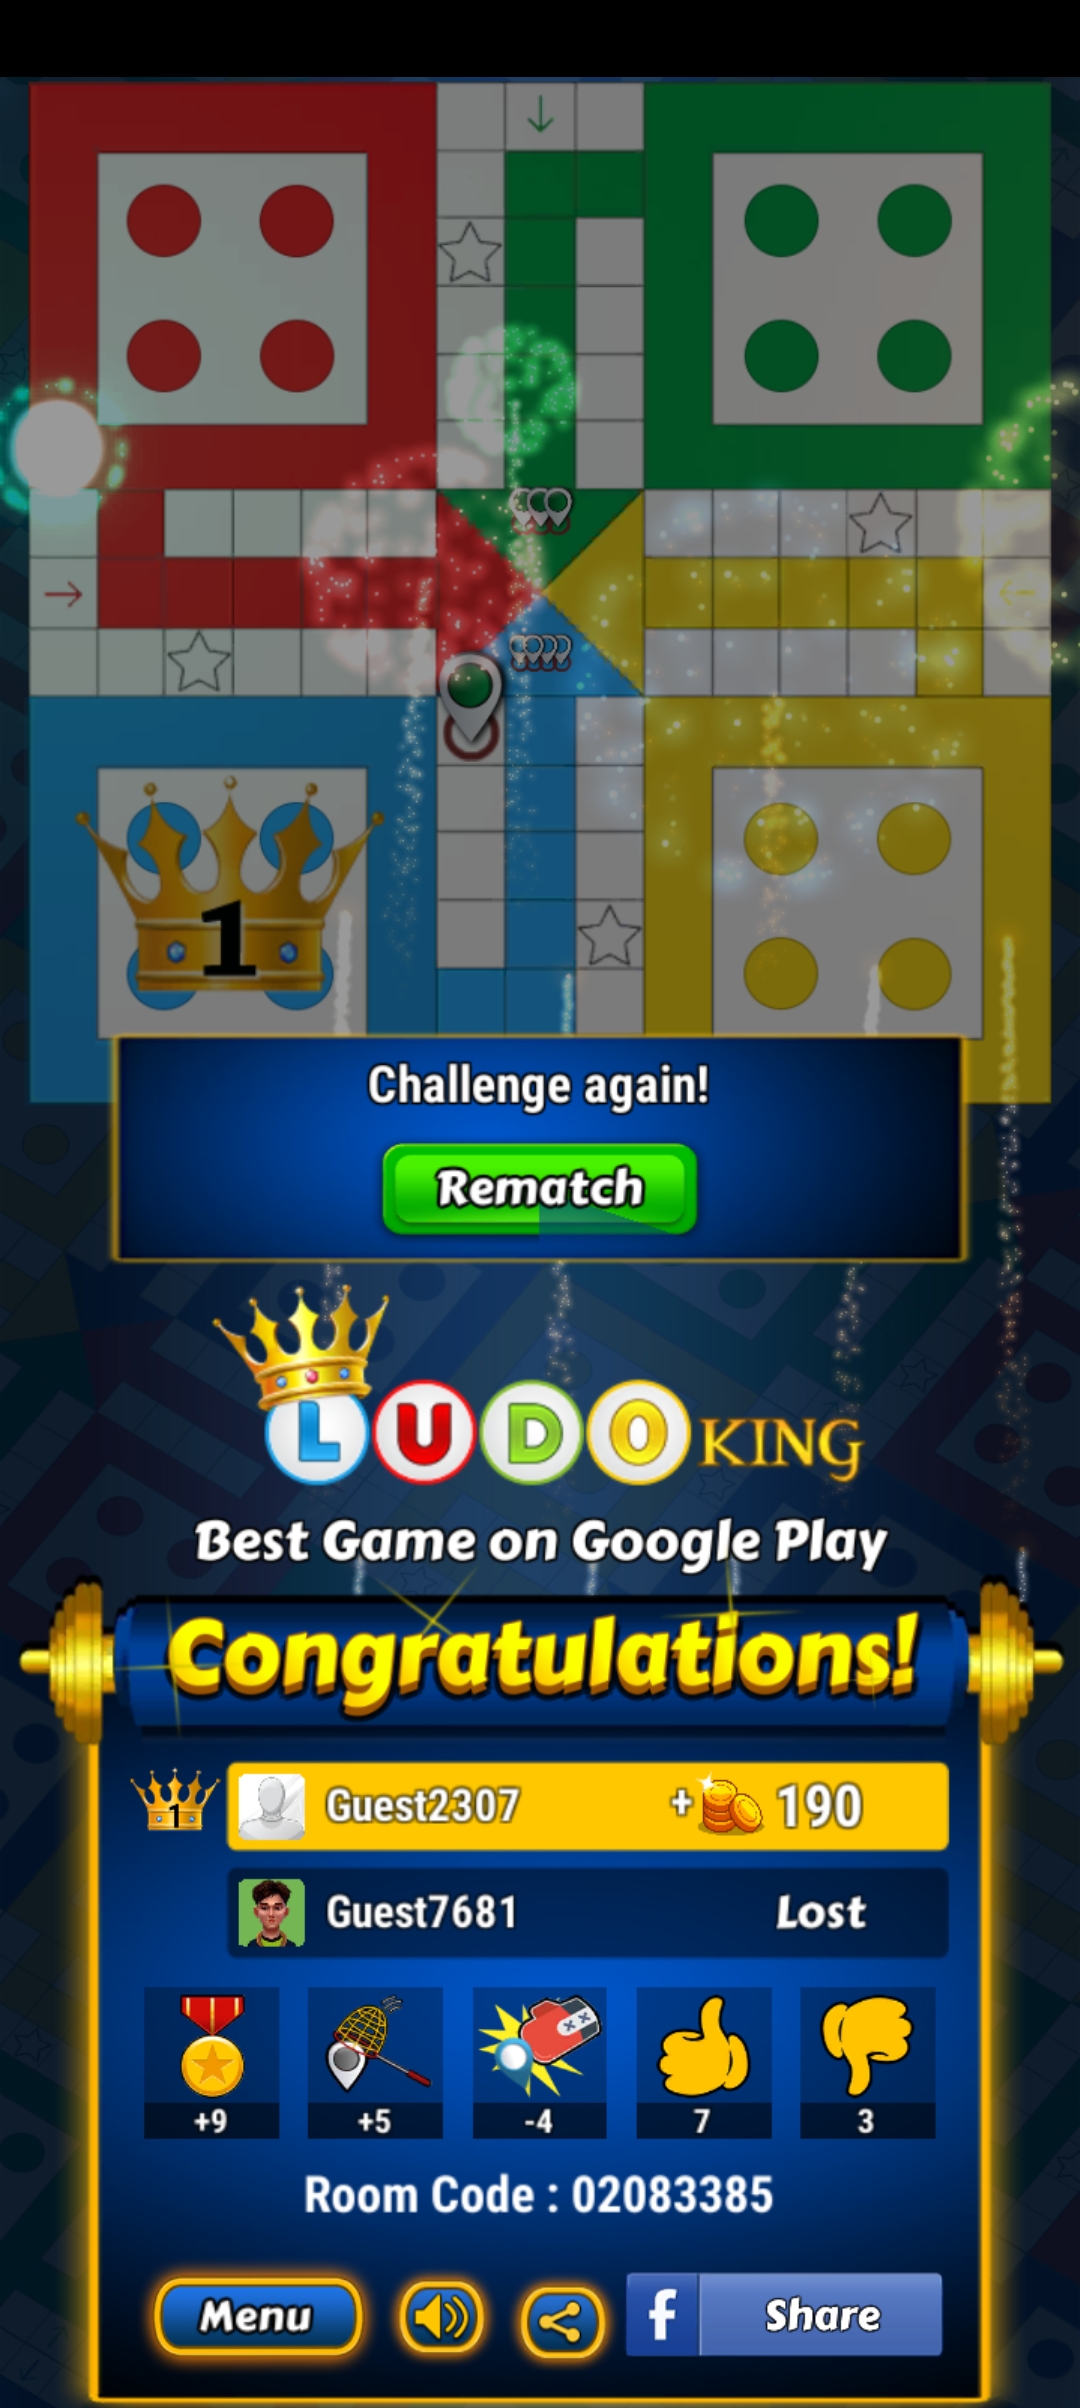 1
Challenge again!
Rematch
LUDO KING
Best Game on Google Play
Congratulations!
1 Guest2307 + 190
Guest7681 Lost
+9 +5 -4 7 3
Room Code : 02083385
Menu f Share